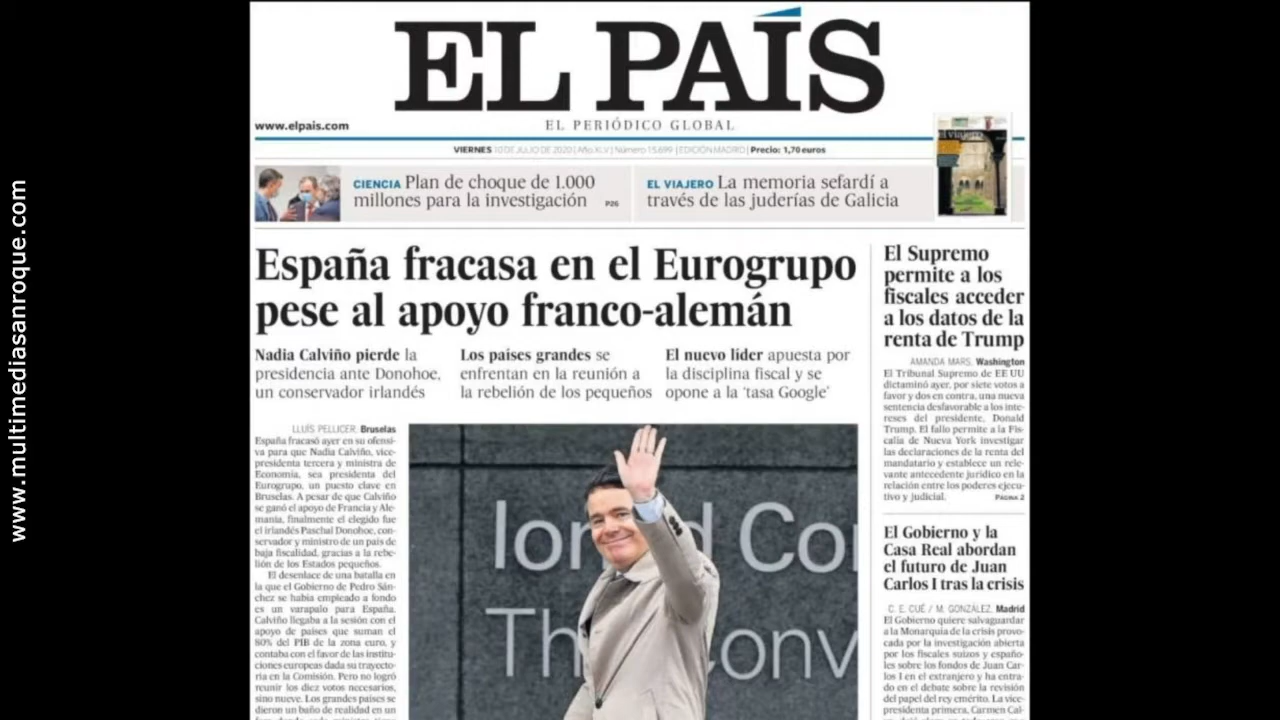 www.multimediasanroque.com
EL PAÍS
EL PERIÓDICO GLOBAL
www.elpais.com
VIERNES 10 DE JULIO DE 2020 | Año XLV | Número 15.699 | EDICIÓN MADRID | Precio: 1,70 euros
CIENCIA Plan de choque de 1.000
millones para la investigación P26
EL VIAJERO La memoria sefardí a
través de las juderías de Galicia
el viajero
España fracasa en el Eurogrupo
pese al apoyo franco-alemán
Nadia Calviño pierde la
presidencia ante Donohoe,
un conservador irlandés
Los países grandes se
enfrentan en la reunión a
la rebelión de los pequeños
El nuevo líder apuesta por
la disciplina fiscal y se
opone a la 'tasa Google'
LLUÍS PELLICER, Bruselas
España fracasó ayer en su ofensi-
va para que Nadia Calviño, vice-
presidenta tercera y ministra de
Economía, sea presidenta del
Eurogrupo, un puesto clave en
Bruselas. A pesar de que Calviño
se ganó el apoyo de Francia y Ale-
mania, finalmente el elegido fue
el irlandés Paschal Donohoe, con-
servador y ministro de un país de
baja fiscalidad, gracias a la rebe-
lión de los Estados pequeños.
El desenlace de una batalla en
la que el Gobierno de Pedro Sán-
chez se había empleado a fondo
es un varapalo para España.
Calviño llegaba a la sesión con el
apoyo de países que suman el
80% del PIB de la zona euro, y
contaba con el favor de las institu-
ciones europeas dada su trayecto-
ria en la Comisión. Pero no logró
reunir los diez votos necesarios,
sino nueve. Los grandes países se
dieron un baño de realidad en un
Ion d Co
Th Conv
El Supremo
permite a los
fiscales acceder
a los datos de la
renta de Trump
AMANDA MARS, Washington
El Tribunal Supremo de EE UU
dictaminó ayer, por siete votos a
favor y dos en contra, una nueva
sentencia desfavorable a los inte-
reses del presidente, Donald
Trump. El fallo permite a la Fis-
calía de Nueva York investigar
las declaraciones de la renta del
mandatario y establece un rele-
vante antecedente jurídico en la
relación entre los poderes ejecu-
tivo y judicial. PÁGINA 2
El Gobierno y la
Casa Real abordan
el futuro de Juan
Carlos I tras la crisis
C. E. CUÉ / M. GONZÁLEZ, Madrid
El Gobierno quiere salvaguardar
a la Monarquía de la crisis provo-
cada por la investigación abierta
por los fiscales suizos y españo-
les sobre los fondos de Juan Car-
los I en el extranjero y ha entra-
do en el debate sobre la revisión
del papel del rey emérito. La vice-
presidenta primera, Carmen Cal-